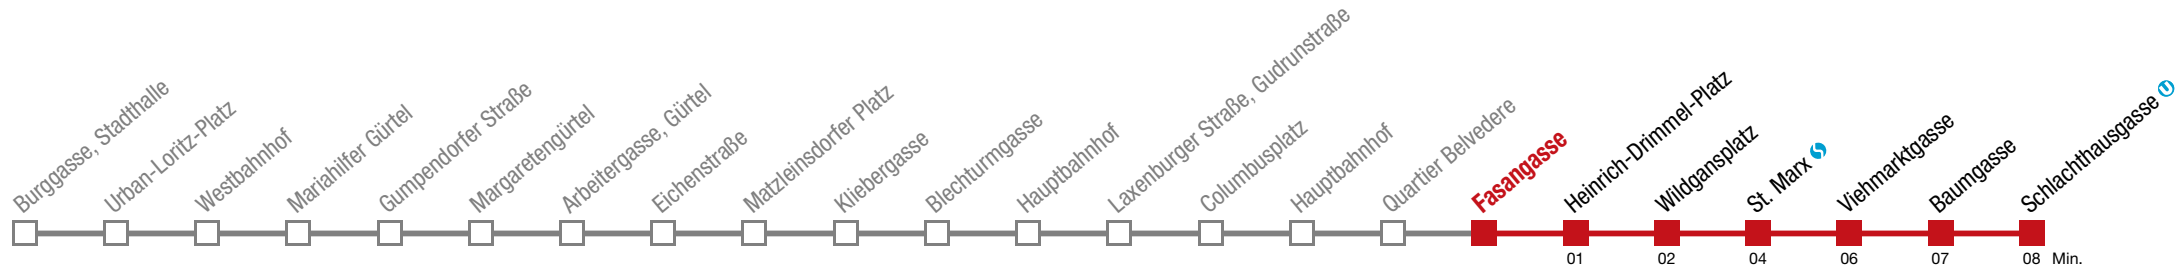 Burggasse, Stadthalle
Urban-Loritz-Platz
Westbahnhof
Mariahilfer Gürtel
Gumpendorfer Straße
Margaretengürtel
Arbeitergasse, Gürtel
Eichenstraße
Matzleinsdorfer Platz
Kliebergasse
Blechturmgasse
Hauptbahnhof
Laxenburger Straße, Gudrunstraße
Columbusplatz
Hauptbahnhof
Quartier Belvedere
Fasangasse
Heinrich-Drimmel-Platz
Wildgansplatz
St. Marx S
Viehmarktgasse
Baumgasse
Schlachthausgasse U
01 02 04 06 07 08 Min.